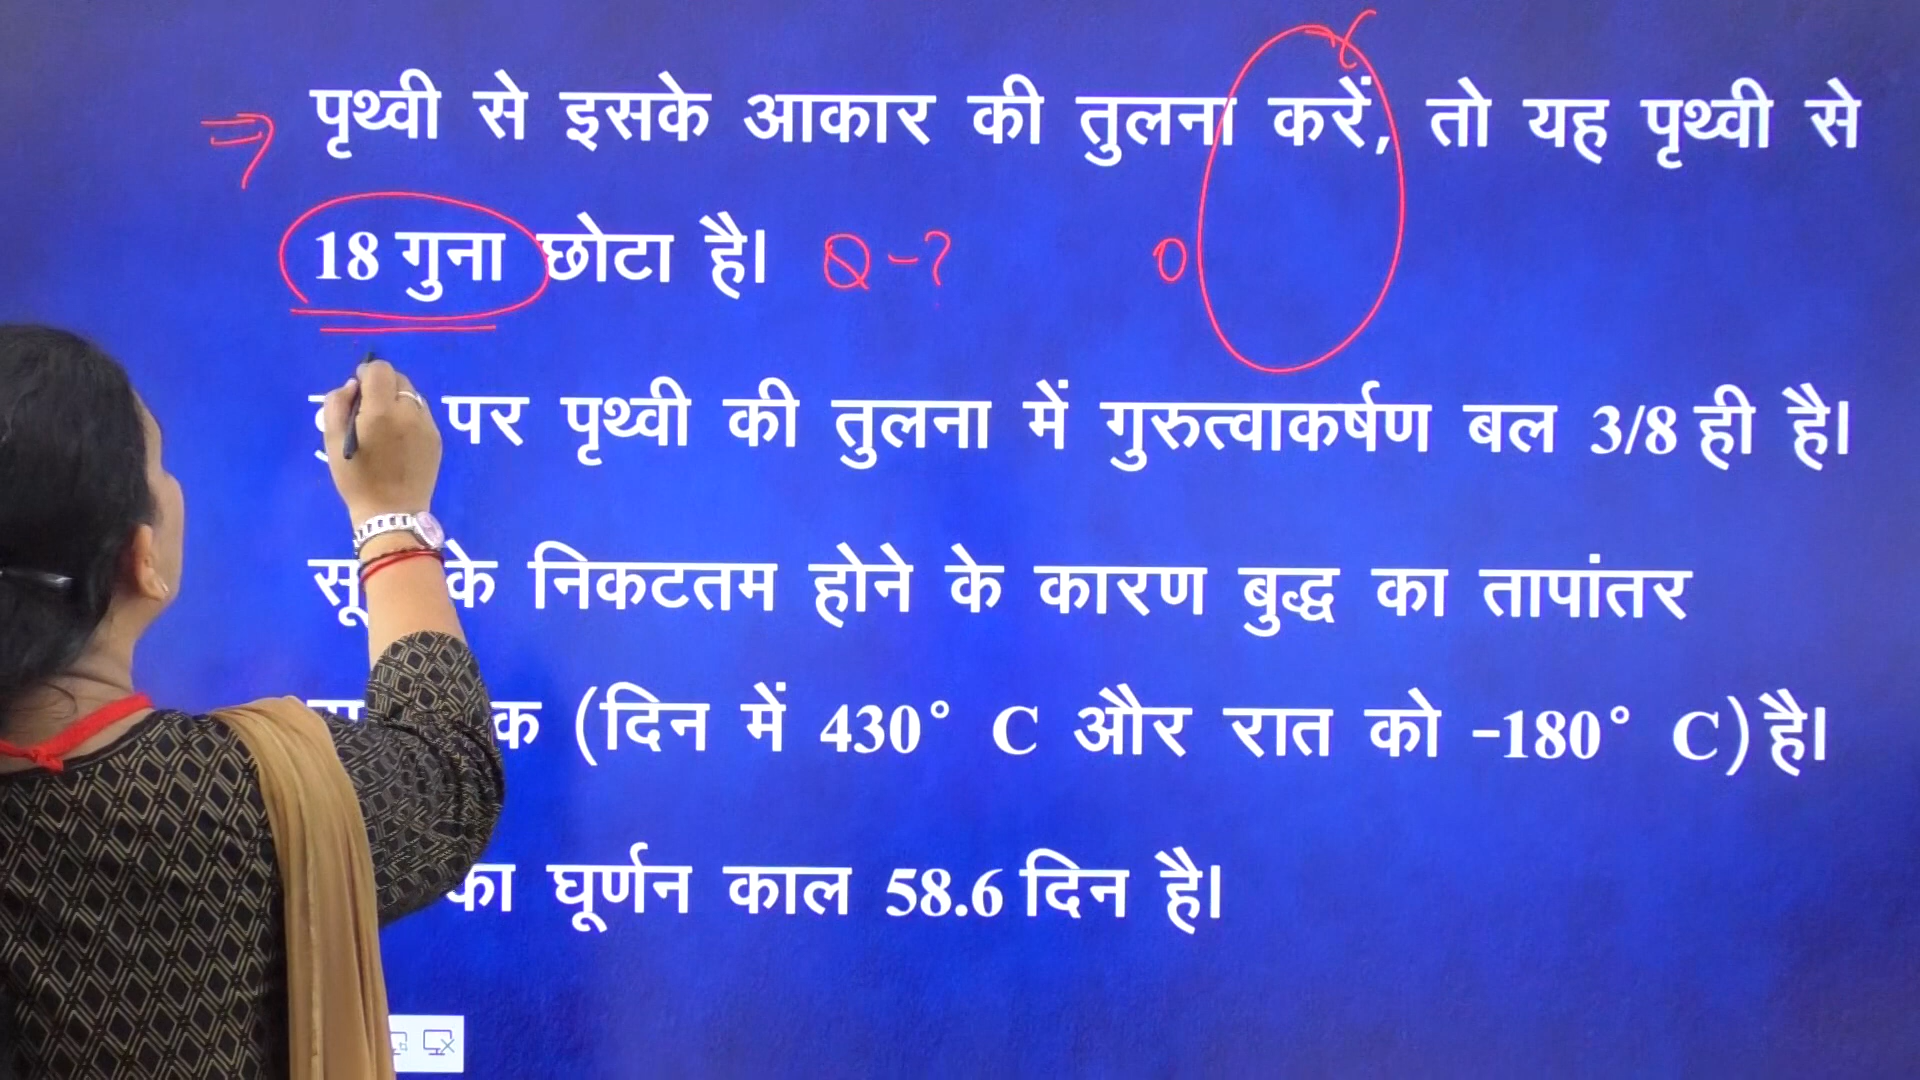 पृथ्वी से इसके आकार की तुलना करें, तो यह पृथ्वी से
18 गुना छोटा है। Q-?
पर पृथ्वी की तुलना में गुरुत्वाकर्षण बल 3/8 ही है।
के निकटतम होने के कारण बुद्ध का तापांतर
(दिन में 430° C और रात को -180° C) है।
का घूर्णन काल 58.6 दिन है।